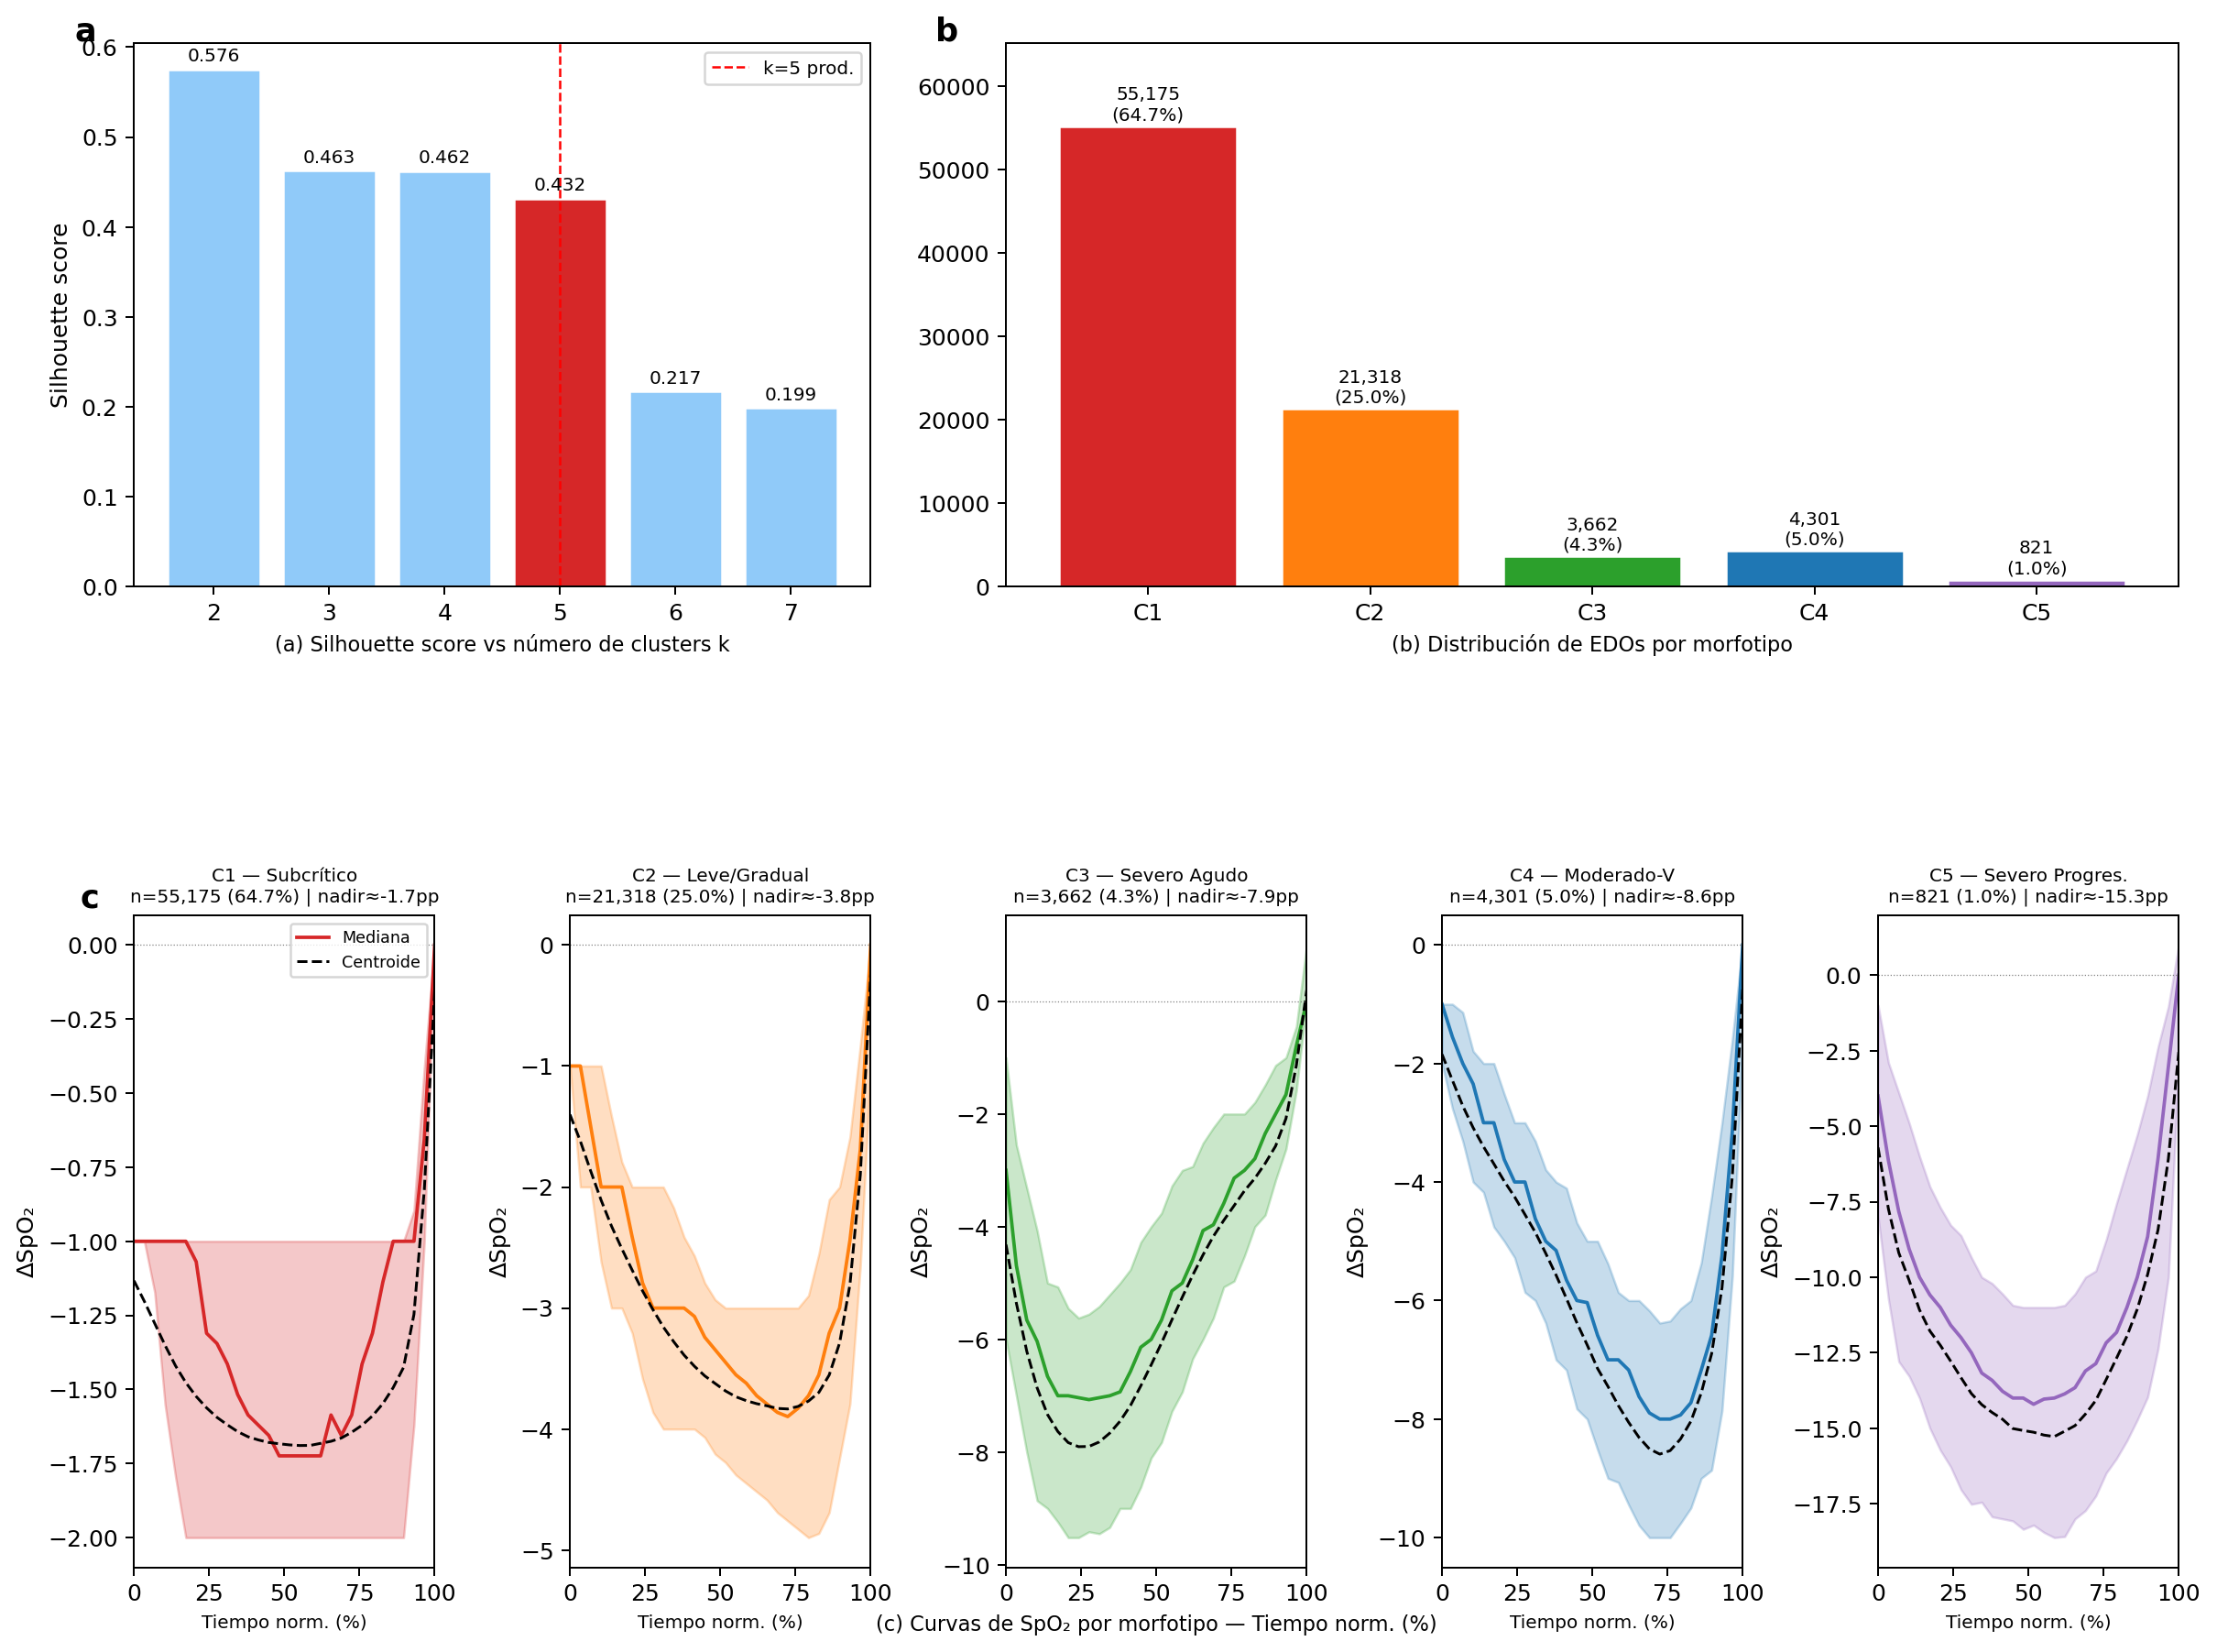 a
0.6
0.5
0.4
0.3
0.2
0.1
0.0
Silhouette score
0.576
0.463
0.462
0.432
0.217
0.199
k=5 prod.
2 3 4 5 6 7
(a) Silhouette score vs número de clusters k
b
60000
50000
40000
30000
20000
10000
0
55,175
(64.7%)
21,318
(25.0%)
3,662
(4.3%)
4,301
(5.0%)
821
(1.0%)
C1 C2 C3 C4 C5
(b) Distribución de EDOs por morfotipo
c
C1 — Subcrítico
n=55,175 (64.7%) | nadir≈-1.7pp
Mediana
Centroide
0.00
−0.25
−0.50
−0.75
−1.00
−1.25
−1.50
−1.75
−2.00
ΔSpO₂
0 25 50 75 100
Tiempo norm. (%)
C2 — Leve/Gradual
n=21,318 (25.0%) | nadir≈-3.8pp
0
−1
−2
−3
−4
−5
ΔSpO₂
0 25 50 75 100
Tiempo norm. (%)
C3 — Severo Agudo
n=3,662 (4.3%) | nadir≈-7.9pp
0
−2
−4
−6
−8
−10
ΔSpO₂
0 25 50 75 100
(c) Curvas de SpO₂ por morfotipo — Tiempo norm. (%)
C4 — Moderado-V
n=4,301 (5.0%) | nadir≈-8.6pp
0
−2
−4
−6
−8
−10
ΔSpO₂
0 25 50 75 100
Tiempo norm. (%)
C5 — Severo Progres.
n=821 (1.0%) | nadir≈-15.3pp
0.0
−2.5
−5.0
−7.5
−10.0
−12.5
−15.0
−17.5
ΔSpO₂
0 25 50 75 100
Tiempo norm. (%)